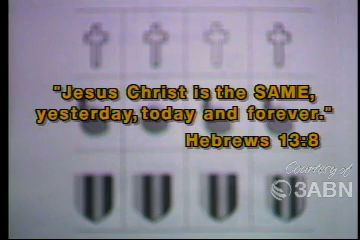 "Jesus Christ is the SAME,
yesterday, today and forever."
Hebrews 13:8
Courtesy of
3ABN